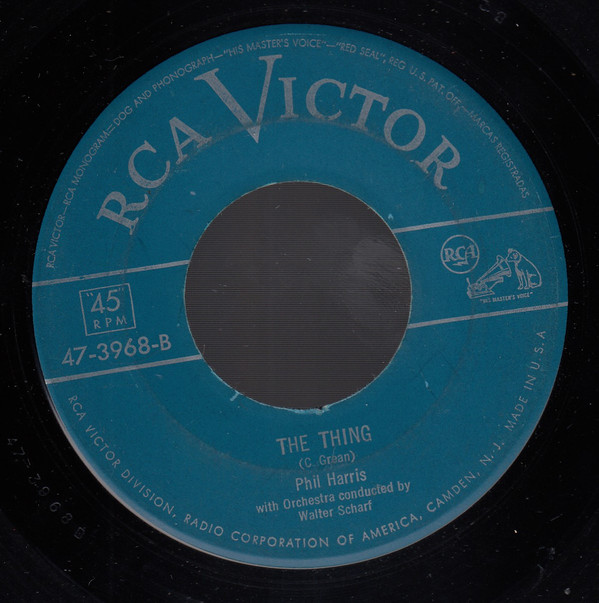 RCA VICTOR—RCA MONOGRAM—DOG AND PHONOGRAPH—"HIS MASTER'S VOICE"—"RED SEAL", REG. U.S. PAT. OFF.—MARCAS REGISTRADAS
RCA VICTOR
RCA
"HIS MASTER'S VOICE"
"45"
RPM
47-3968-B
THE THING
(C. Grean)
Phil Harris
with Orchestra conducted by
Walter Scharf
RCA VICTOR DIVISION, RADIO CORPORATION OF AMERICA, CAMDEN, N. J. MADE IN U.S.A